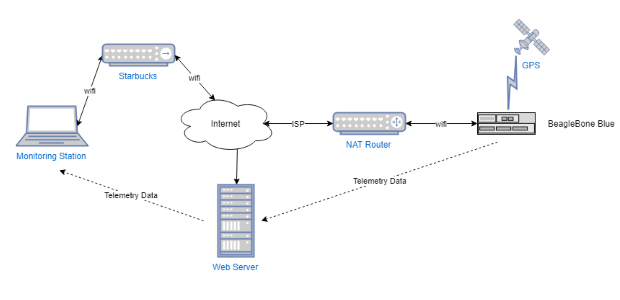 GPS
Starbucks
wifi
wifi
Internet
ISP
wifi
BeagleBone Blue
NAT Router
Monitoring Station
Telemetry Data
Telemetry Data
Web Server